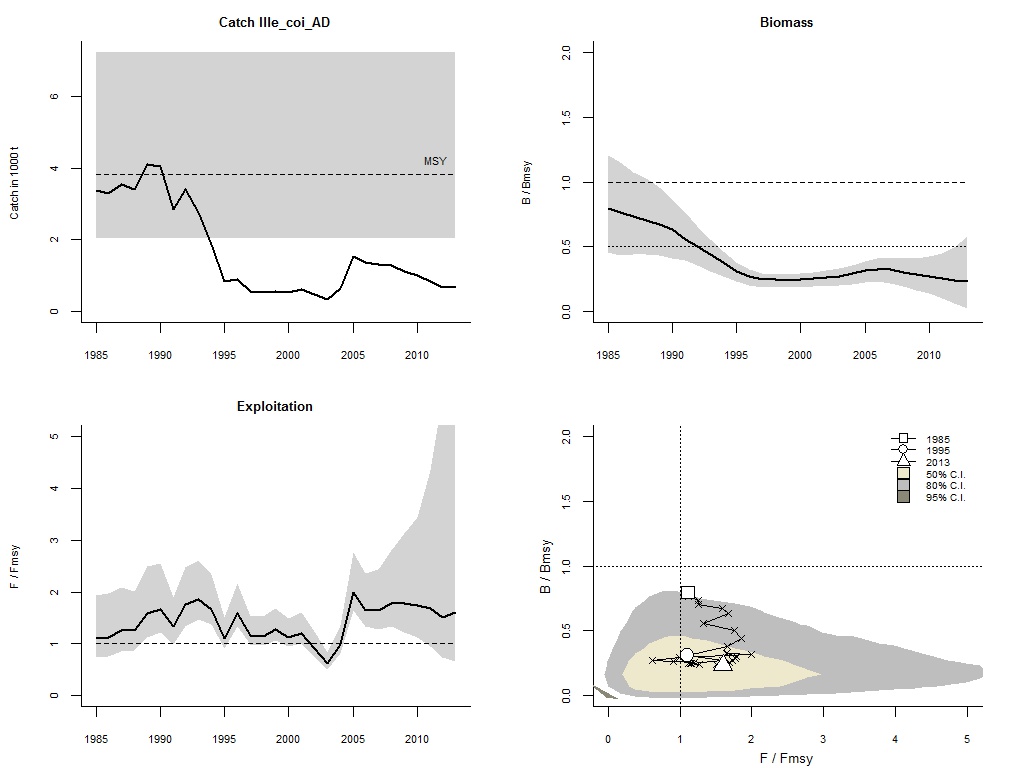 Catch IIIe_coi_AD
Catch in 1000 t
6
4
2
0
MSY
1985 1990 1995 2000 2005 2010
Biomass
B / Bmsy
2.0
1.5
1.0
0.5
0.0
1985 1990 1995 2000 2005 2010
Exploitation
F / Fmsy
5
4
3
2
1
0
1985 1990 1995 2000 2005 2010
B / Bmsy
2.0
1.5
1.0
0.5
0.0
1985
1995
2013
50% C.I.
80% C.I.
95% C.I.
0 1 2 3 4 5
F / Fmsy